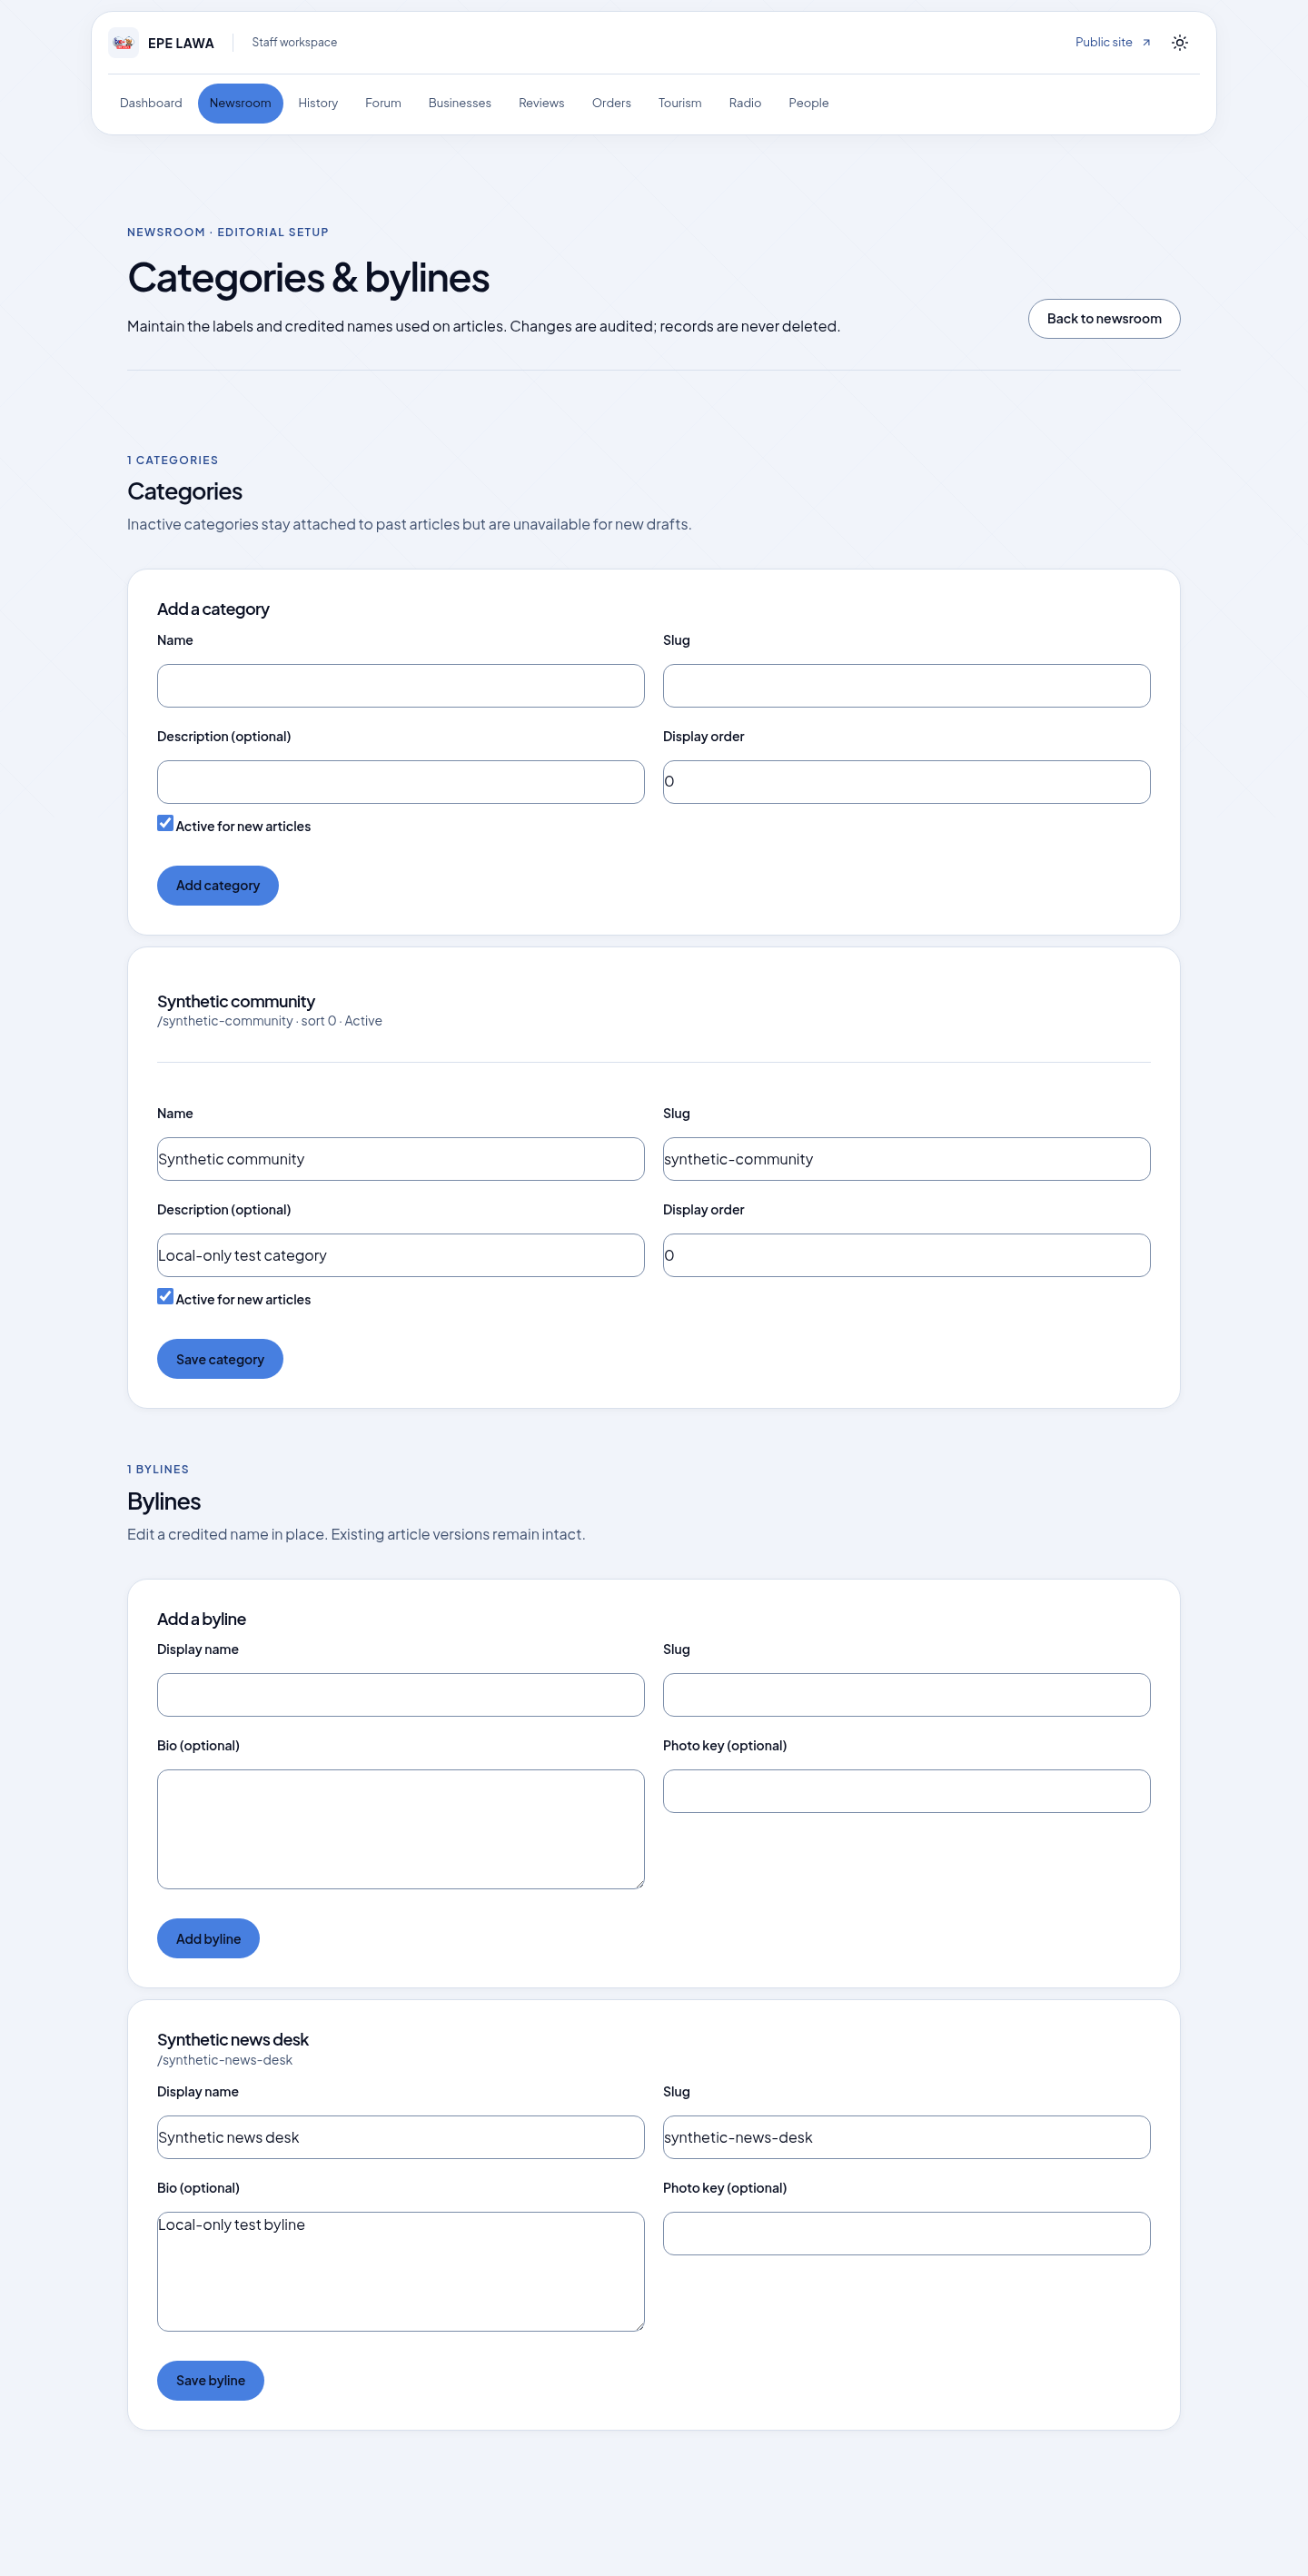 EPE LAWA
Staff workspace
Public site
Dashboard
Newsroom
History
Forum
Businesses
Reviews
Orders
Tourism
Radio
People
NEWSROOM · EDITORIAL SETUP
Categories & bylines
Maintain the labels and credited names used on articles. Changes are audited; records are never deleted.
Back to newsroom
1 CATEGORIES
Categories
Inactive categories stay attached to past articles but are unavailable for new drafts.
Add a category
Name
Slug
Description (optional)
Display order
0
Active for new articles
Add category
Synthetic community
/synthetic-community · sort 0 · Active
Name
Slug
Synthetic community
synthetic-community
Description (optional)
Display order
Local-only test category
0
Active for new articles
Save category
1 BYLINES
Bylines
Edit a credited name in place. Existing article versions remain intact.
Add a byline
Display name
Slug
Bio (optional)
Photo key (optional)
Add byline
Synthetic news desk
/synthetic-news-desk
Display name
Slug
Synthetic news desk
synthetic-news-desk
Bio (optional)
Photo key (optional)
Local-only test byline
Save byline